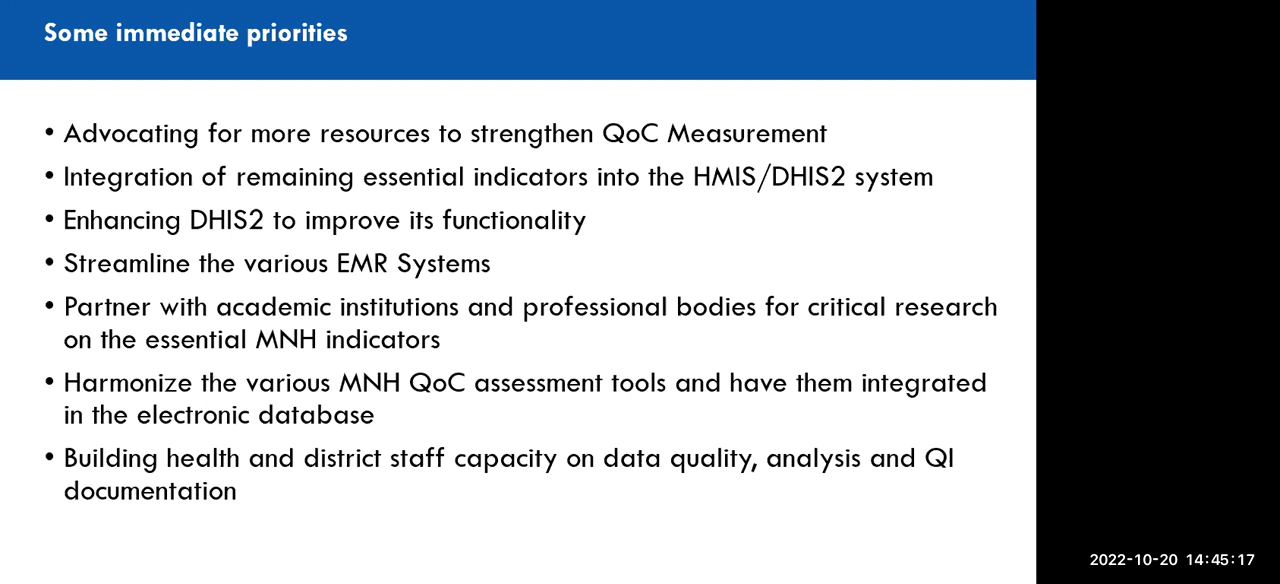 Some immediate priorities
• Advocating for more resources to strengthen QoC Measurement
• Integration of remaining essential indicators into the HMIS/DHIS2 system
• Enhancing DHIS2 to improve its functionality
• Streamline the various EMR Systems
• Partner with academic institutions and professional bodies for critical research
on the essential MNH indicators
• Harmonize the various MNH QoC assessment tools and have them integrated
in the electronic database
• Building health and district staff capacity on data quality, analysis and QI
documentation
2022-10-20 14:45:17